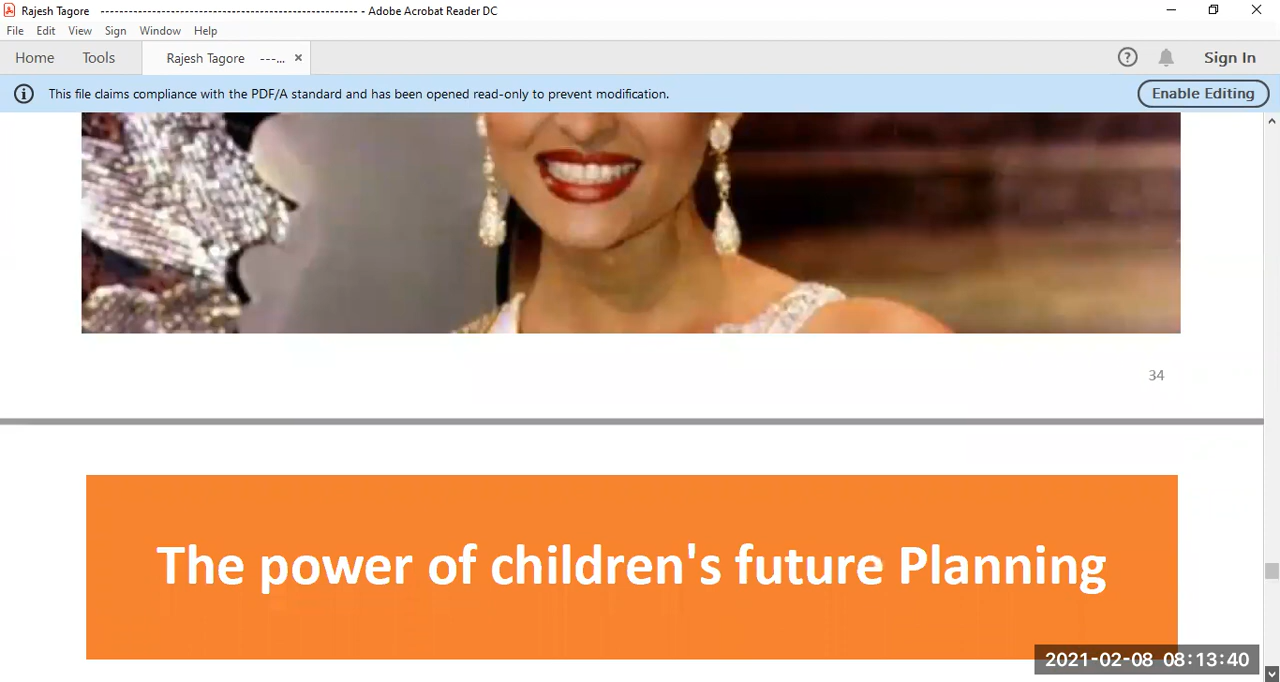 Rajesh Tagore ---------------------------------------------------- - Adobe Acrobat Reader DC
File Edit View Sign Window Help
Home Tools Rajesh Tagore ---... × Sign In
This file claims compliance with the PDF/A standard and has been opened read-only to prevent modification. Enable Editing
34
The power of children's future Planning
2021-02-08 08:13:40